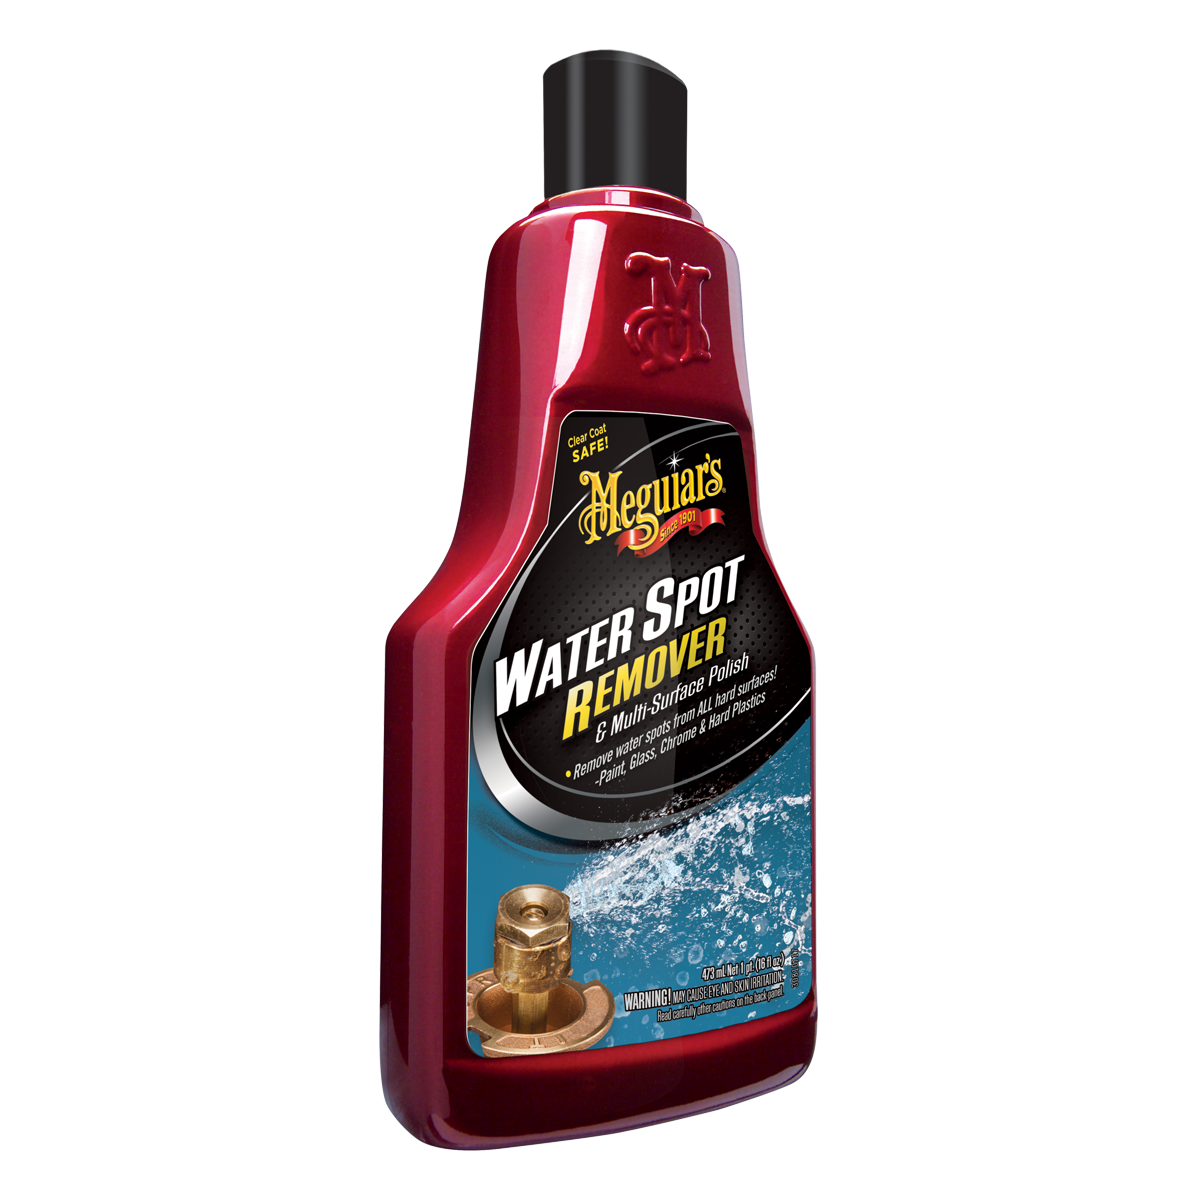 M
Clear Coat
SAFE!
Meguiar's®
Since 1901
WATER SPOT
REMOVER
& Multi-Surface Polish
• Remove water spots from ALL hard surfaces!
-Paint, Glass, Chrome & Hard Plastics
473 mL Net 1 pt. (16 fl oz.)
WARNING! MAY CAUSE EYE AND SKIN IRRITATION.
Read carefully other cautions on the back panel.